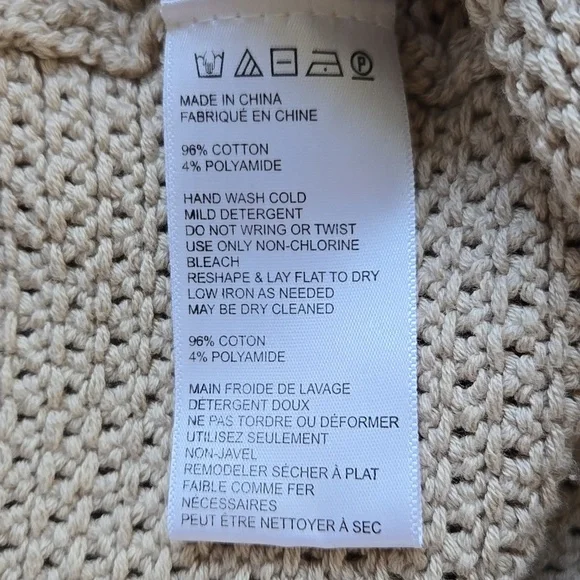 MADE IN CHINA
FABRIQUÉ EN CHINE
96% COTTON
4% POLYAMIDE
HAND WASH COLD
MILD DETERGENT
DO NOT WRING OR TWIST
USE ONLY NON-CHLORINE
BLEACH
RESHAPE & LAY FLAT TO DRY
LOW IRON AS NEEDED
MAY BE DRY CLEANED
96% COTON
4% POLYAMIDE
MAIN FROIDE DE LAVAGE
DÉTERGENT DOUX
NE PAS TORDRE OU DÉFORMER
UTILISEZ SEULEMENT
NON-JAVEL
REMODELER SÉCHER À PLAT
FAIBLE COMME FER
NÉCESSAIRES
PEUT ÊTRE NETTOYER À SEC